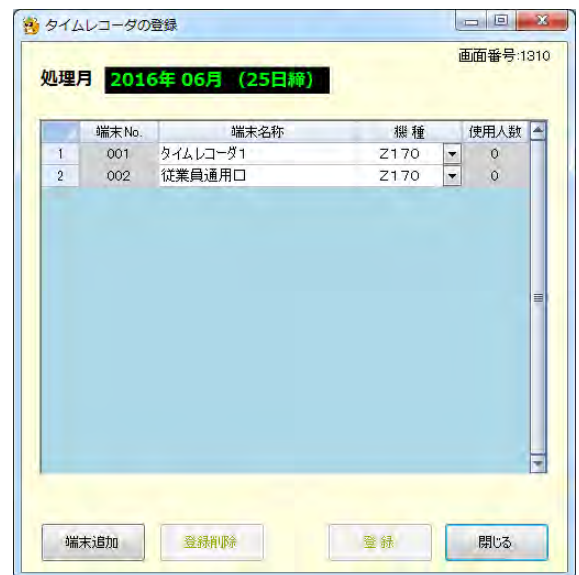 タイムレコーダの登録
画面番号:1310
処理月 2016年 06月 (25日締)
端末No. 端末名称 機 種 使用人数
1 001 タイムレコーダ1 Z170 0
2 002 従業員通用口 Z170 0
端末追加 登録削除 登 録 閉じる